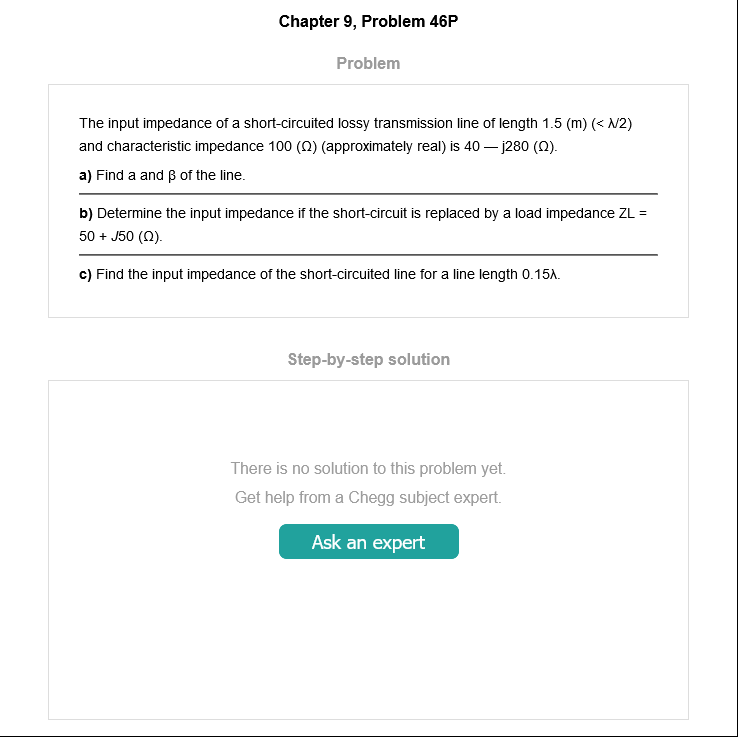 Chapter 9, Problem 46P
Problem
The input impedance of a short-circuited lossy transmission line of length 1.5 (m) (< λ/2)
and characteristic impedance 100 (Ω) (approximately real) is 40 — j280 (Ω).
a) Find a and β of the line.
b) Determine the input impedance if the short-circuit is replaced by a load impedance ZL =
50 + J50 (Ω).
c) Find the input impedance of the short-circuited line for a line length 0.15λ.
Step-by-step solution
There is no solution to this problem yet.
Get help from a Chegg subject expert.
Ask an expert